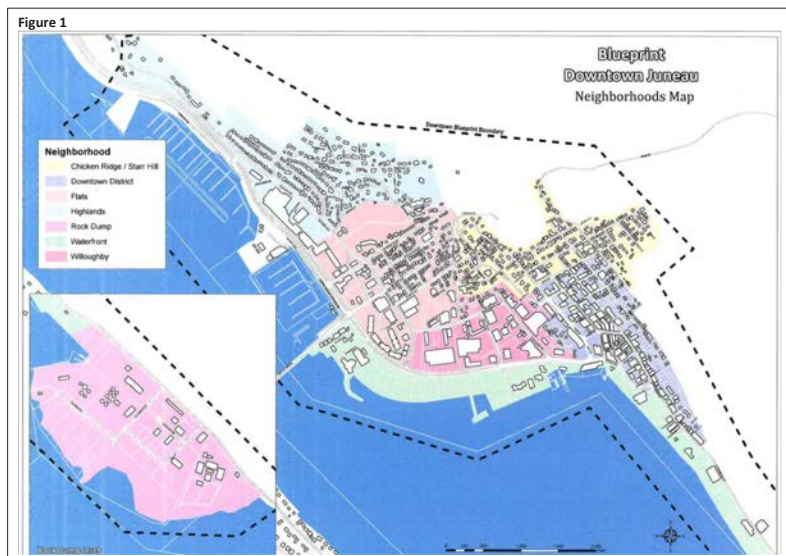 Figure 1
Blueprint
Downtown Juneau
Neighborhoods Map
Downtown Blueprint Boundary
Neighborhood
Chicken Ridge / Starr Hill
Downtown District
Flats
Highlands
Rock Dump
Waterfront
Willoughby
Rock Dump Inset